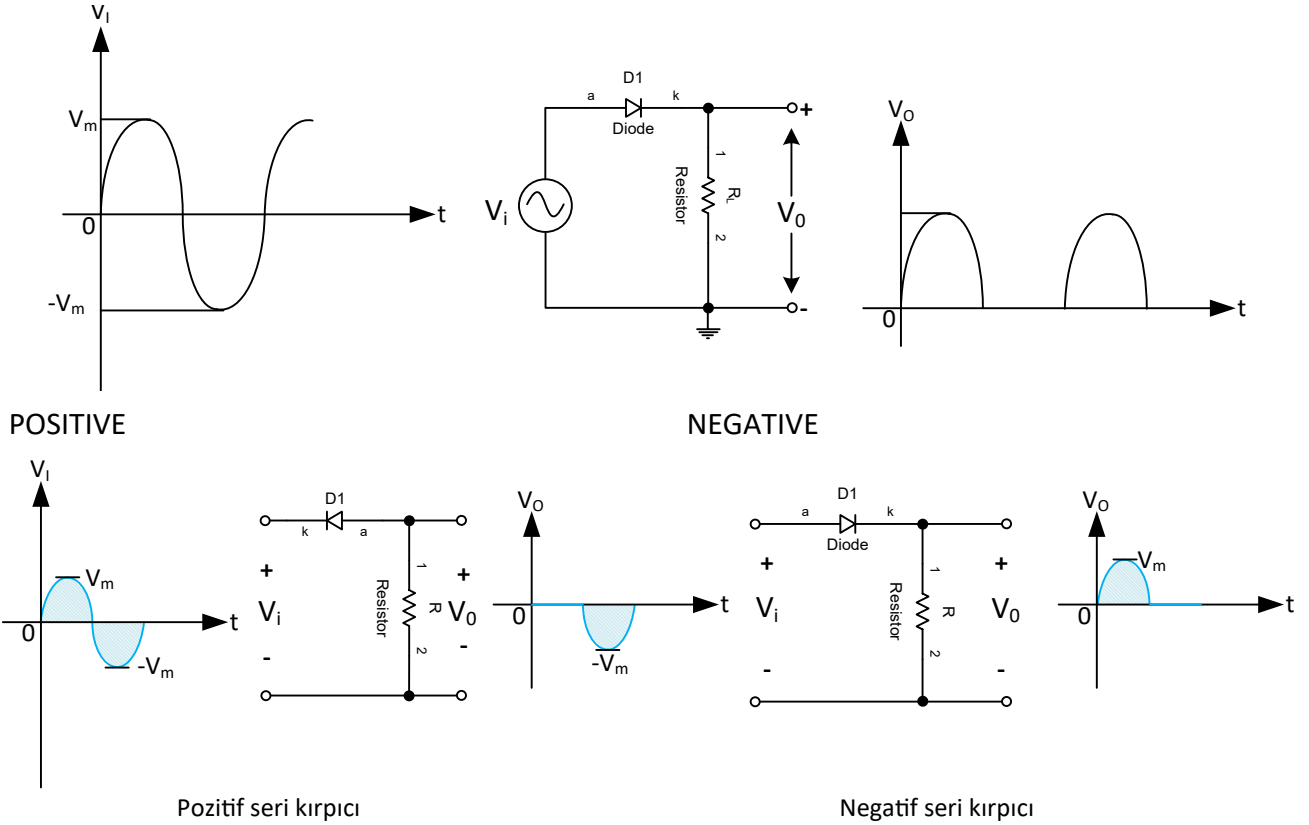 VI
Vm
0
-Vm
t
D1
a
k
Diode
Vi
1
Resistor
RL
2
+
V0
-
VO
0
t
POSITIVE
NEGATIVE
VI
Vm
0
-Vm
t
D1
k
a
+
Vi
-
1
Resistor
R
2
+
V0
-
VO
0
-Vm
t
D1
a
k
Diode
+
Vi
-
1
Resistor
R
2
+
V0
-
VO
Vm
0
t
Pozitif seri kırpıcı
Negatif seri kırpıcı